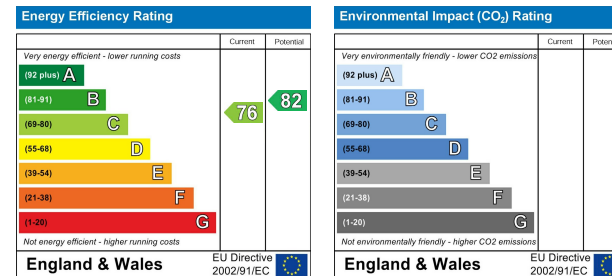 Energy Efficiency Rating
Current Potential
Very energy efficient - lower running costs
(92 plus) A
(81-91) B
(69-80) C
(55-68) D
(39-54) E
(21-38) F
(1-20) G
76
82
Not energy efficient - higher running costs
England & Wales
EU Directive
2002/91/EC
Environmental Impact (CO₂) Rating
Current Poten
Very environmentally friendly - lower CO2 emissions
(92 plus) A
(81-91) B
(69-80) C
(55-68) D
(39-54) E
(21-38) F
(1-20) G
Not environmentally friendly - higher CO2 emissions
England & Wales
EU Directive
2002/91/EC